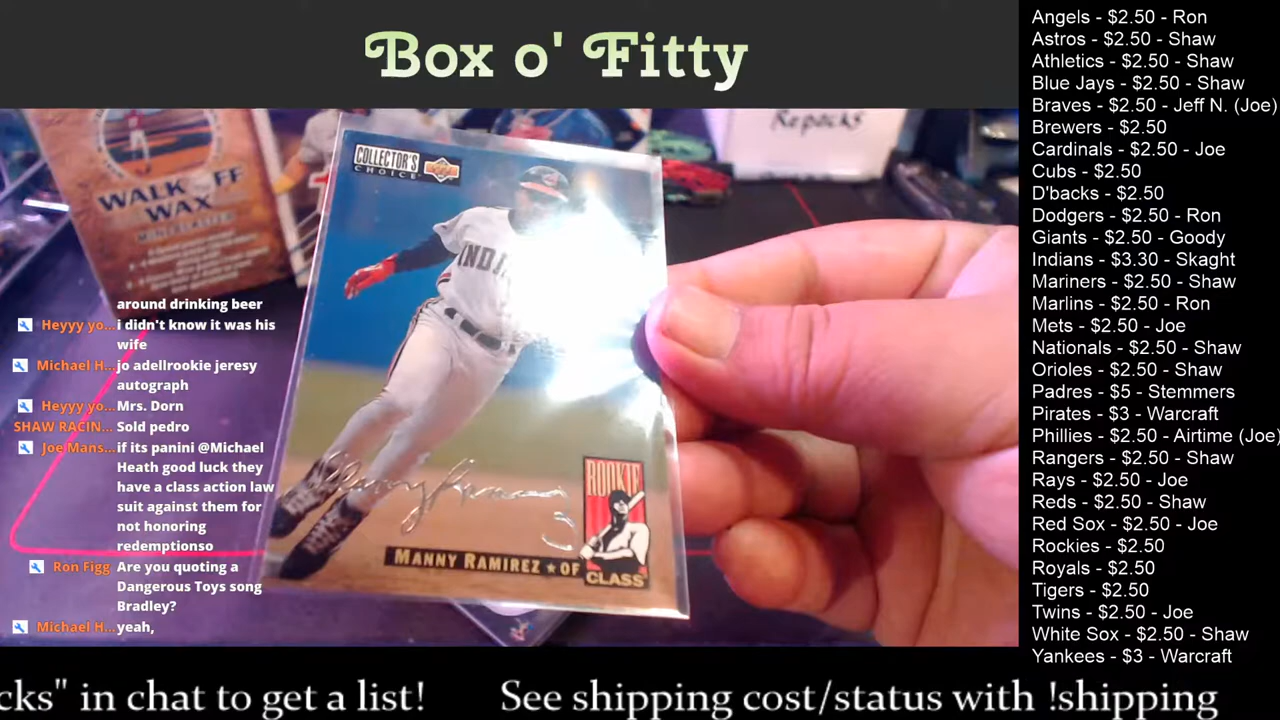 Box o' Fitty
Repacks
WALK OFF
WAX
COLLECTOR'S
CHOICE
INDI
ROOKIE
MANNY RAMIREZ ★ OF
CLASS
around drinking beer
Heyyy yo... i didn't know it was his
wife
Michael H... jo adellrookie jeresy
autograph
Heyyy yo... Mrs. Dorn
SHAW RACIN... Sold pedro
Joe Mans... if its panini @Michael
Heath good luck they
have a class action law
suit against them for
not honoring
redemptionso
Ron Figg Are you quoting a
Dangerous Toys song
Bradley?
Michael H... yeah,
Angels - $2.50 - Ron
Astros - $2.50 - Shaw
Athletics - $2.50 - Shaw
Blue Jays - $2.50 - Shaw
Braves - $2.50 - Jeff N. (Joe)
Brewers - $2.50
Cardinals - $2.50 - Joe
Cubs - $2.50
D'backs - $2.50
Dodgers - $2.50 - Ron
Giants - $2.50 - Goody
Indians - $3.30 - Skaght
Mariners - $2.50 - Shaw
Marlins - $2.50 - Ron
Mets - $2.50 - Joe
Nationals - $2.50 - Shaw
Orioles - $2.50 - Shaw
Padres - $5 - Stemmers
Pirates - $3 - Warcraft
Phillies - $2.50 - Airtime (Joe)
Rangers - $2.50 - Shaw
Rays - $2.50 - Joe
Reds - $2.50 - Shaw
Red Sox - $2.50 - Joe
Rockies - $2.50
Royals - $2.50
Tigers - $2.50
Twins - $2.50 - Joe
White Sox - $2.50 - Shaw
Yankees - $3 - Warcraft
cks" in chat to get a list! See shipping cost/status with !shipping